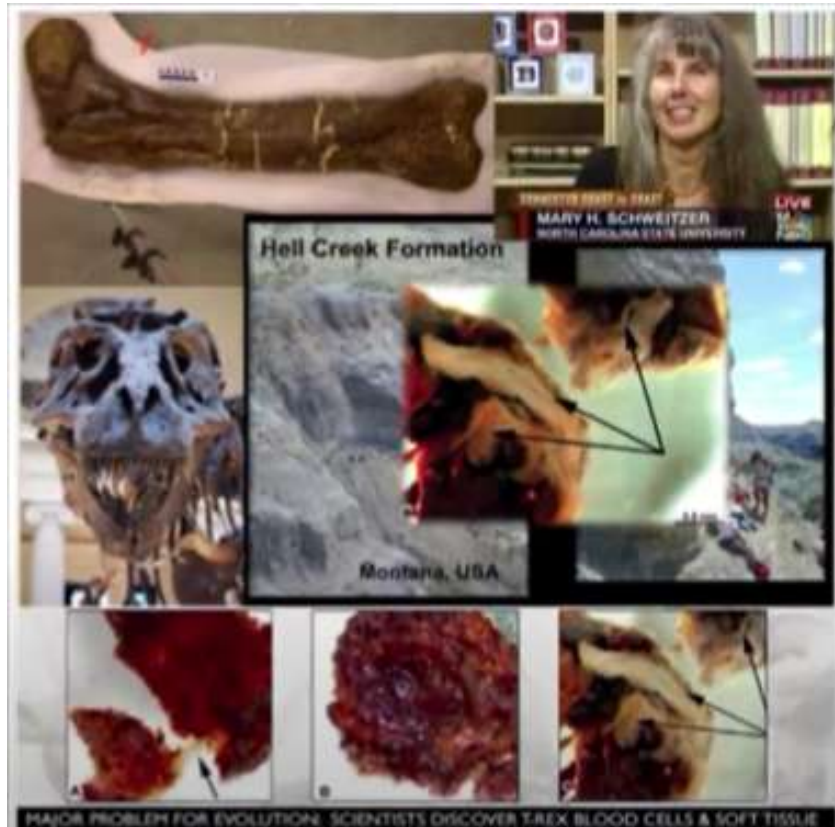 LIVE
MARY H. SCHWEITZER
NORTH CAROLINA STATE UNIVERSITY
Hell Creek Formation
Montana, USA
A
B
C
MAJOR PROBLEM FOR EVOLUTION: SCIENTISTS DISCOVER T-REX BLOOD CELLS & SOFT TISSUE